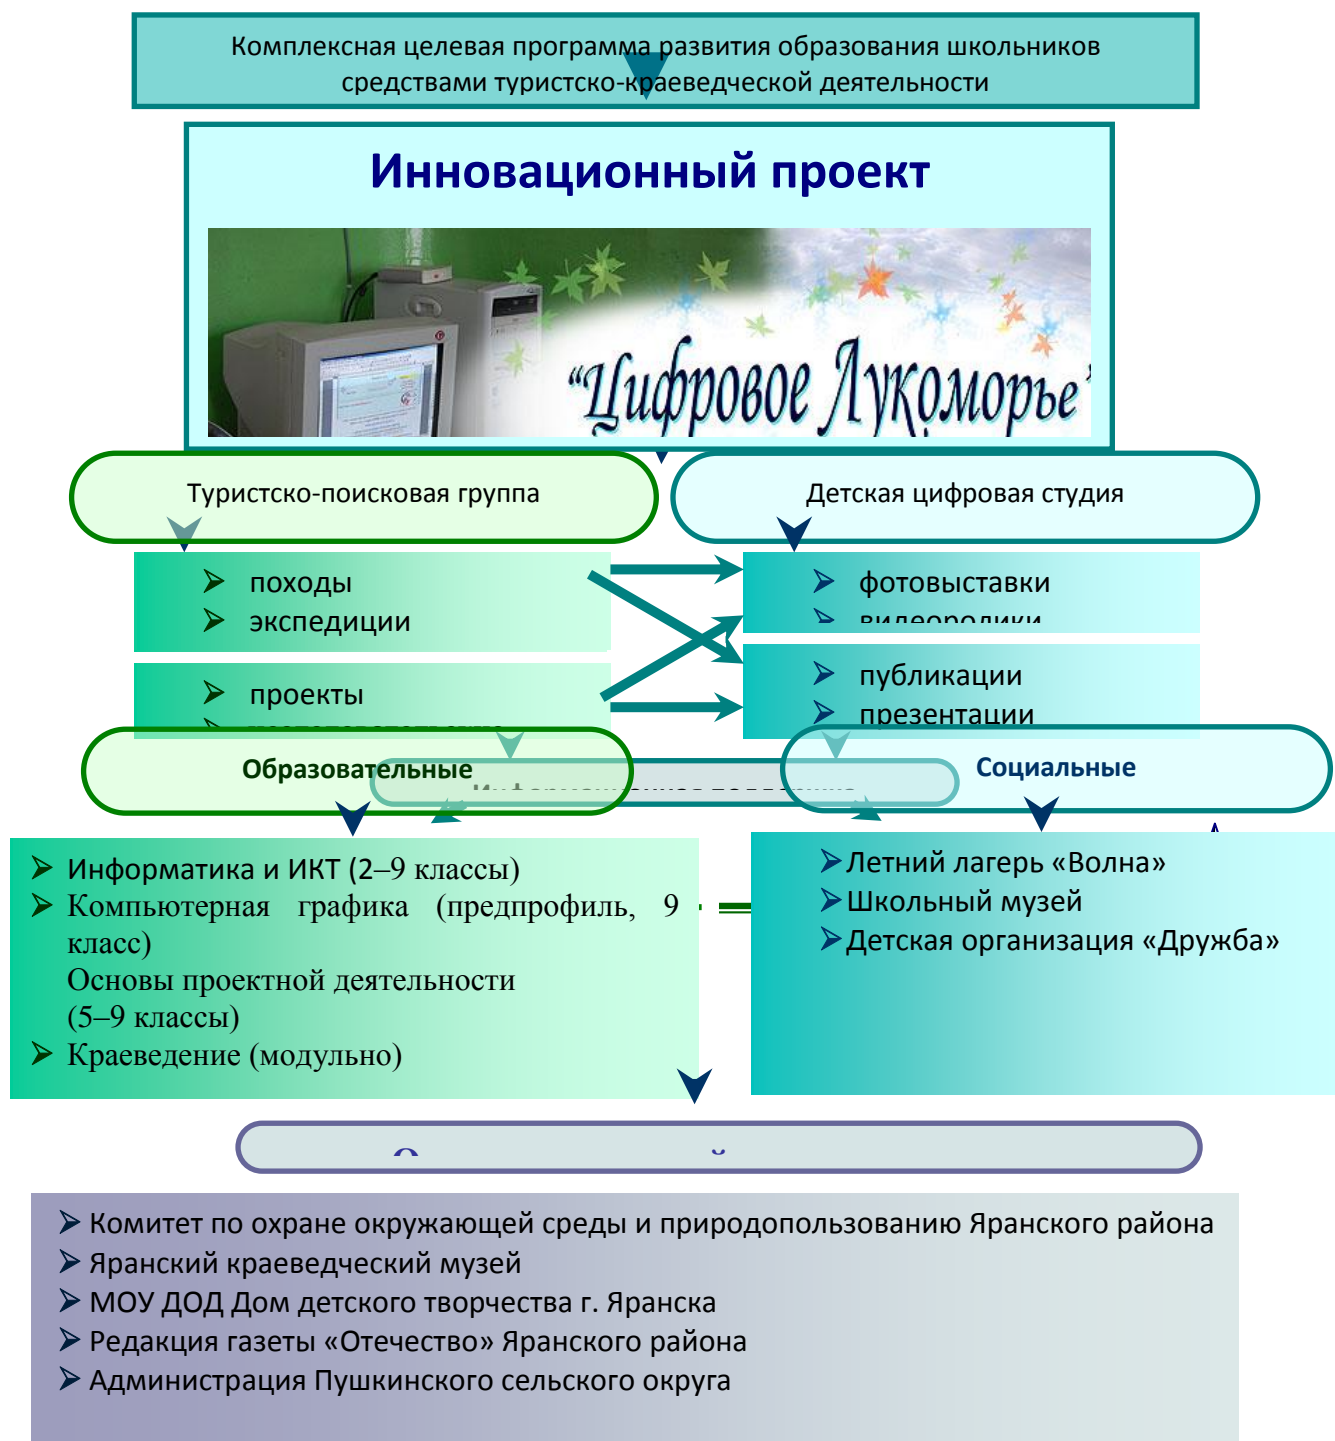 Комплексная целевая программа развития образования школьников
средствами туристско-краеведческой деятельности
Инновационный проект
“Цифровое Лукоморье”
Туристско-поисковая группа
Детская цифровая студия
➢ походы
➢ экспедиции
➢ фотовыставки
➢ видеоролики
➢ проекты
➢ публикации
➢ презентации
Образовательные
Социальные
➢ Информатика и ИКТ (2–9 классы)
➢ Компьютерная графика (предпрофиль, 9
класс)
Основы проектной деятельности
(5–9 классы)
➢ Краеведение (модульно)
➢ Летний лагерь «Волна»
➢ Школьный музей
➢ Детская организация «Дружба»
➢ Комитет по охране окружающей среды и природопользованию Яранского района
➢ Яранский краеведческий музей
➢ МОУ ДОД Дом детского творчества г. Яранска
➢ Редакция газеты «Отечество» Яранского района
➢ Администрация Пушкинского сельского округа